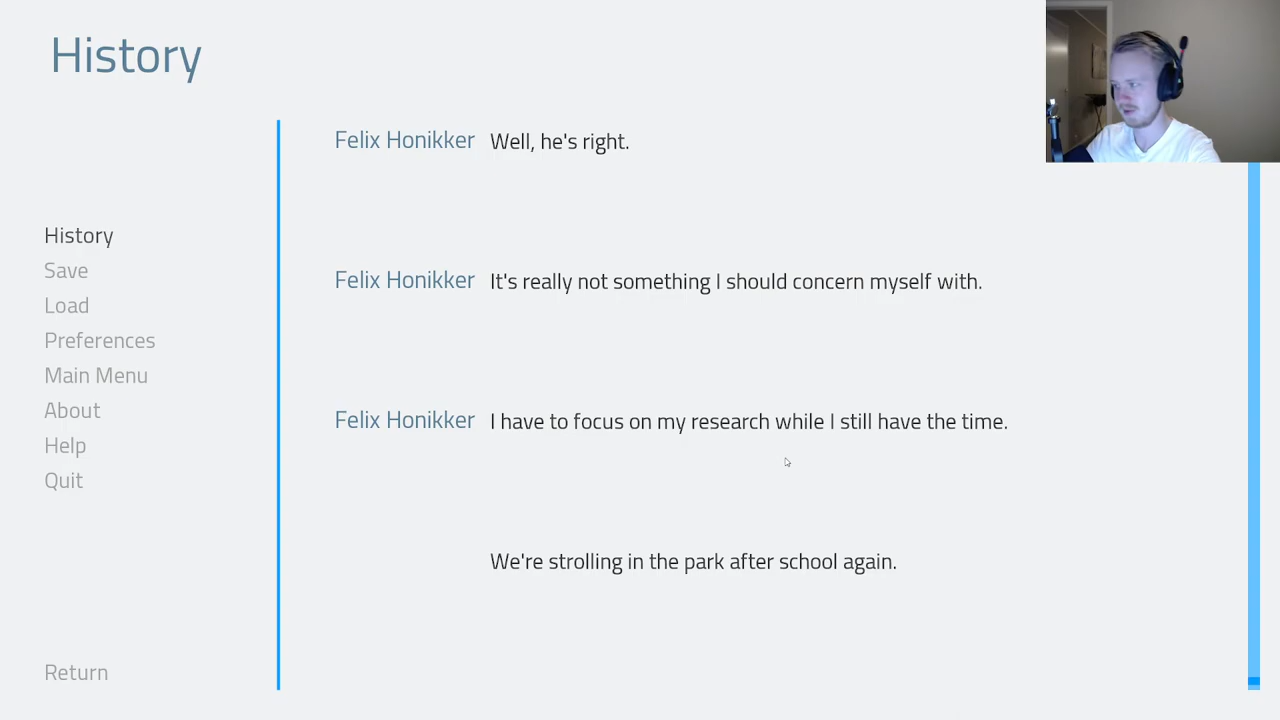 History
History
Save
Load
Preferences
Main Menu
About
Help
Quit
Return
Felix Honikker Well, he's right.
Felix Honikker It's really not something I should concern myself with.
Felix Honikker I have to focus on my research while I still have the time.
We're strolling in the park after school again.